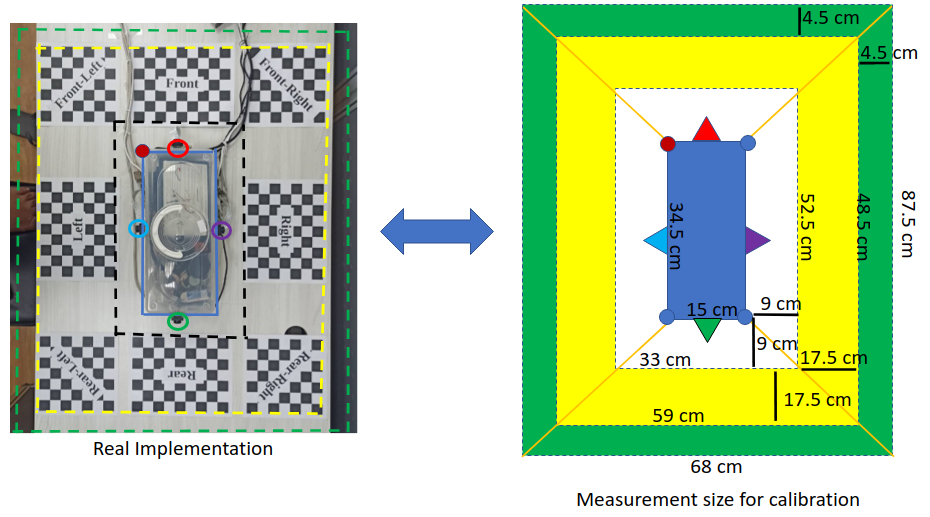 Front-Left
Front
Front-Right
Left
Right
Rear-Left
Rear
Rear-Right
Real Implementation
4.5 cm
4.5 cm
34.5 cm
52.5 cm
48.5 cm
87.5 cm
15 cm
9 cm
9 cm
33 cm
17.5 cm
17.5 cm
59 cm
68 cm
Measurement size for calibration